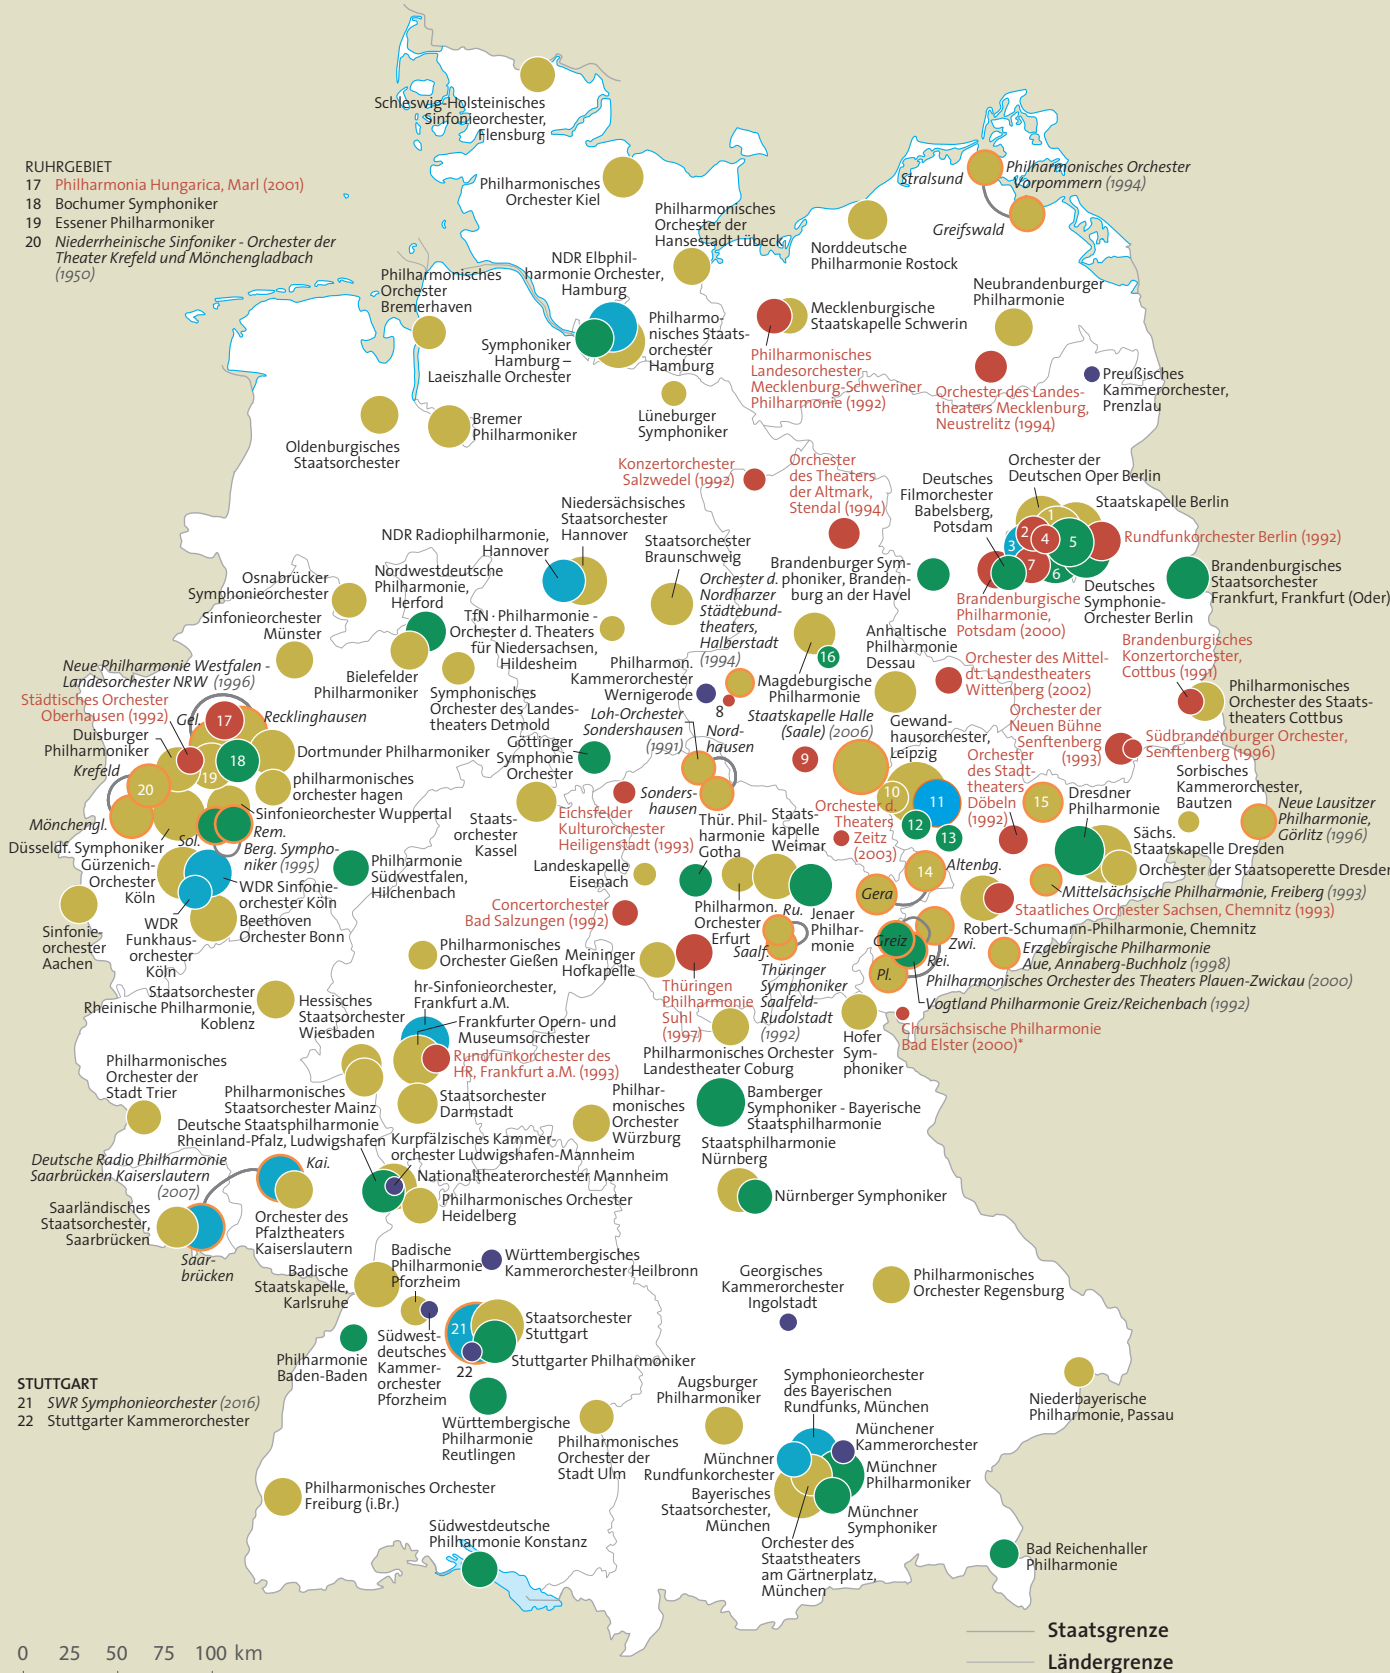 Schleswig-Holsteinisches
Sinfonieorchester,
Flensburg
RUHRGEBIET
17 Philharmonia Hungarica, Marl (2001)
18 Bochumer Symphoniker
19 Essener Philharmoniker
20 Niederrheinische Sinfoniker - Orchester der
Theater Krefeld und Mönchengladbach
(1950)
Philharmonisches
Orchester Kiel
Philharmonisches
Orchester der
Hansestadt Lübeck
Stralsund
Philharmonisches Orchester
Vorpommern (1994)
Greifswald
Norddeutsche
Philharmonie Rostock
NDR Elbphil-
harmonie Orchester,
Hamburg
Philharmonisches
Orchester
Bremerhaven
Neubrandenburger
Philharmonie
Mecklenburgische
Staatskapelle Schwerin
Philharmo-
nisches Staats-
orchester
Hamburg
Symphoniker
Hamburg –
Laeiszhalle Orchester
Philharmonisches
Landesorchester
Mecklenburg-Schweriner
Philharmonie (1992)
Orchester des Landes-
theaters Mecklenburg,
Neustrelitz (1994)
Preußisches
Kammerorchester,
Prenzlau
Lüneburger
Symphoniker
Bremer
Philharmoniker
Oldenburgisches
Staatsorchester
Konzertorchester
Salzwedel (1992)
Orchester
des Theaters
der Altmark,
Stendal (1994)
Deutsches
Filmorchester
Babelsberg,
Potsdam
Orchester der
Deutschen Oper Berlin
Staatskapelle Berlin
Rundfunkorchester Berlin (1992)
1
2
3
4
5
6
7
Niedersächsisches
Staatsorchester
Hannover
NDR Radiophilharmonie,
Hannover
Staatsorchester
Braunschweig
Brandenburger Sym-
phoniker, Branden-
burg an der Havel
Brandenburgische
Philharmonie,
Potsdam (2000)
Deutsches
Symphonie-
Orchester Berlin
Brandenburgisches
Staatsorchester
Frankfurt, Frankfurt (Oder)
Osnabrücker
Symphonieorchester
Nordwestdeutsche
Philharmonie,
Herford
Sinfonieorchester
Münster
TfN · Philharmonie -
Orchester d. Theaters
für Niedersachsen,
Hildesheim
Orchester d.
Nordharzer
Städtebund-
theaters,
Halberstadt
(1994)
16
Magdeburgische
Philharmonie
Anhaltische
Philharmonie
Dessau
Orchester des Mittel-
dt. Landestheaters
Wittenberg (2002)
Brandenburgisches
Konzertorchester,
Cottbus (1991)
Philharmonisches
Orchester des Staats-
theaters Cottbus
Neue Philharmonie Westfalen -
Landesorchester NRW (1996)
Bielefelder
Philharmoniker
Symphonisches
Orchester des Landes-
theaters Detmold
Philharmon.
Kammerorchester
Wernigerode
8
Städtisches Orchester
Oberhausen (1992)
Gel.
17
Recklinghausen
Duisburger
Philharmoniker
18
19
Dortmunder Philharmoniker
Krefeld
20
philharmonisches
orchester hagen
Mönchengl.
Sinfonieorchester Wuppertal
Sol.
Rem.
Berg. Sympho-
niker (1995)
Düsseldf. Symphoniker
Göttinger
Symphonie
Orchester
Loh-Orchester
Sondershausen
(1991)
Nord-
hausen
Sonders-
hausen
Staatskapelle Halle
(Saale) (2006)
9
Gewand-
hausorchester,
Leipzig
10
11
12
13
Orchester der
Neuen Bühne
Senftenberg
(1993)
Südbrandenburger Orchester,
Senftenberg (1996)
Orchester
des Stadt-
theaters
Döbeln
(1992)
15
Dresdner
Philharmonie
Sorbisches
Kammerorchester,
Bautzen
Neue Lausitzer
Philharmonie,
Görlitz (1996)
Sächs.
Staatskapelle Dresden
Orchester der Staatsoperette Dresden
Staats-
orchester
Kassel
Eichsfelder
Kulturorchester
Heiligenstadt (1993)
Thür. Phil-
harmonie
Gotha
Staats-
kapelle
Weimar
Orchester d.
Theaters
Zeitz
(2003)
Gürzenich-
Orchester
Köln
WDR Sinfonie-
orchester Köln
Philharmonie
Südwestfalen,
Hilchenbach
Landeskapelle
Eisenach
Altenbg.
14
Gera
Mittelsächsische Philharmonie, Freiberg (1993)
Staatliches Orchester Sachsen, Chemnitz (1993)
Robert-Schumann-Philharmonie, Chemnitz
Sinfonie-
orchester
Aachen
WDR
Funkhaus-
orchester
Köln
Beethoven
Orchester Bonn
Concertorchester
Bad Salzungen (1992)
Philharmon.
Orchester
Erfurt
Ru.
Saalf.
Jenaer
Philhar-
monie
Greiz
Zwi.
Rei.
Pl.
Erzgebirgische Philharmonie
Aue, Annaberg-Buchholz (1998)
Philharmonisches Orchester des Theaters Plauen-Zwickau (2000)
Vogtland Philharmonie Greiz/Reichenbach (1992)
Philharmonisches
Orchester Gießen
Meininger
Hofkapelle
Thüringen
Philharmonie
Suhl
(1997)
Thüringer
Symphoniker
Saalfeld-
Rudolstadt
(1992)
Staatsorchester
Rheinische Philharmonie,
Koblenz
Hessisches
Staatsorchester
Wiesbaden
hr-Sinfonieorchester,
Frankfurt a.M.
Frankfurter Opern- und
Museumsorchester
Rundfunkorchester des
HR, Frankfurt a.M. (1993)
Philharmonisches Orchester
Landestheater Coburg
Hofer
Sym-
phoniker
Chursächsische Philharmonie
Bad Elster (2000)*
Philharmonisches
Orchester der
Stadt Trier
Philharmonisches
Staatsorchester Mainz
Staatsorchester
Darmstadt
Philhar-
monisches
Orchester
Würzburg
Bamberger
Symphoniker - Bayerische
Staatsphilharmonie
Deutsche Staatsphilharmonie
Rheinland-Pfalz, Ludwigshafen
Kurpfälzisches Kammer-
orchester Ludwigshafen-Mannheim
Staatsphilharmonie
Nürnberg
Deutsche Radio Philharmonie
Saarbrücken Kaiserslautern
(2007)
Kai.
Nationaltheaterorchester Mannheim
Nürnberger Symphoniker
Saarländisches
Staatsorchester,
Saarbrücken
Orchester des
Pfalztheaters
Kaiserslautern
Philharmonisches Orchester
Heidelberg
Saar-
brücken
Badische
Philharmonie
Pforzheim
Württembergisches
Kammerorchester Heilbronn
Badische
Staatskapelle,
Karlsruhe
Georgisches
Kammerorchester
Ingolstadt
Philharmonisches
Orchester Regensburg
21
22
Staatsorchester
Stuttgart
Südwest-
deutsches
Kammer-
orchester
Pforzheim
Philharmonie
Baden-Baden
Stuttgarter Philharmoniker
STUTTGART
21 SWR Symphonieorchester (2016)
22 Stuttgarter Kammerorchester
Württembergische
Philharmonie
Reutlingen
Philharmonisches
Orchester der
Stadt Ulm
Augsburger
Philharmoniker
Symphonieorchester
des Bayerischen
Rundfunks, München
Niederbayerische
Philharmonie, Passau
Münchener
Kammerorchester
Münchner
Rundfunkorchester
Münchner
Philharmoniker
Bayerisches
Staatsorchester,
München
Münchner
Symphoniker
Philharmonisches Orchester
Freiburg (i.Br.)
Südwestdeutsche
Philharmonie Konstanz
Orchester des
Staatstheaters
am Gärtnerplatz,
München
Bad Reichenhaller
Philharmonie
0 25 50 75 100 km
Staatsgrenze
Ländergrenze